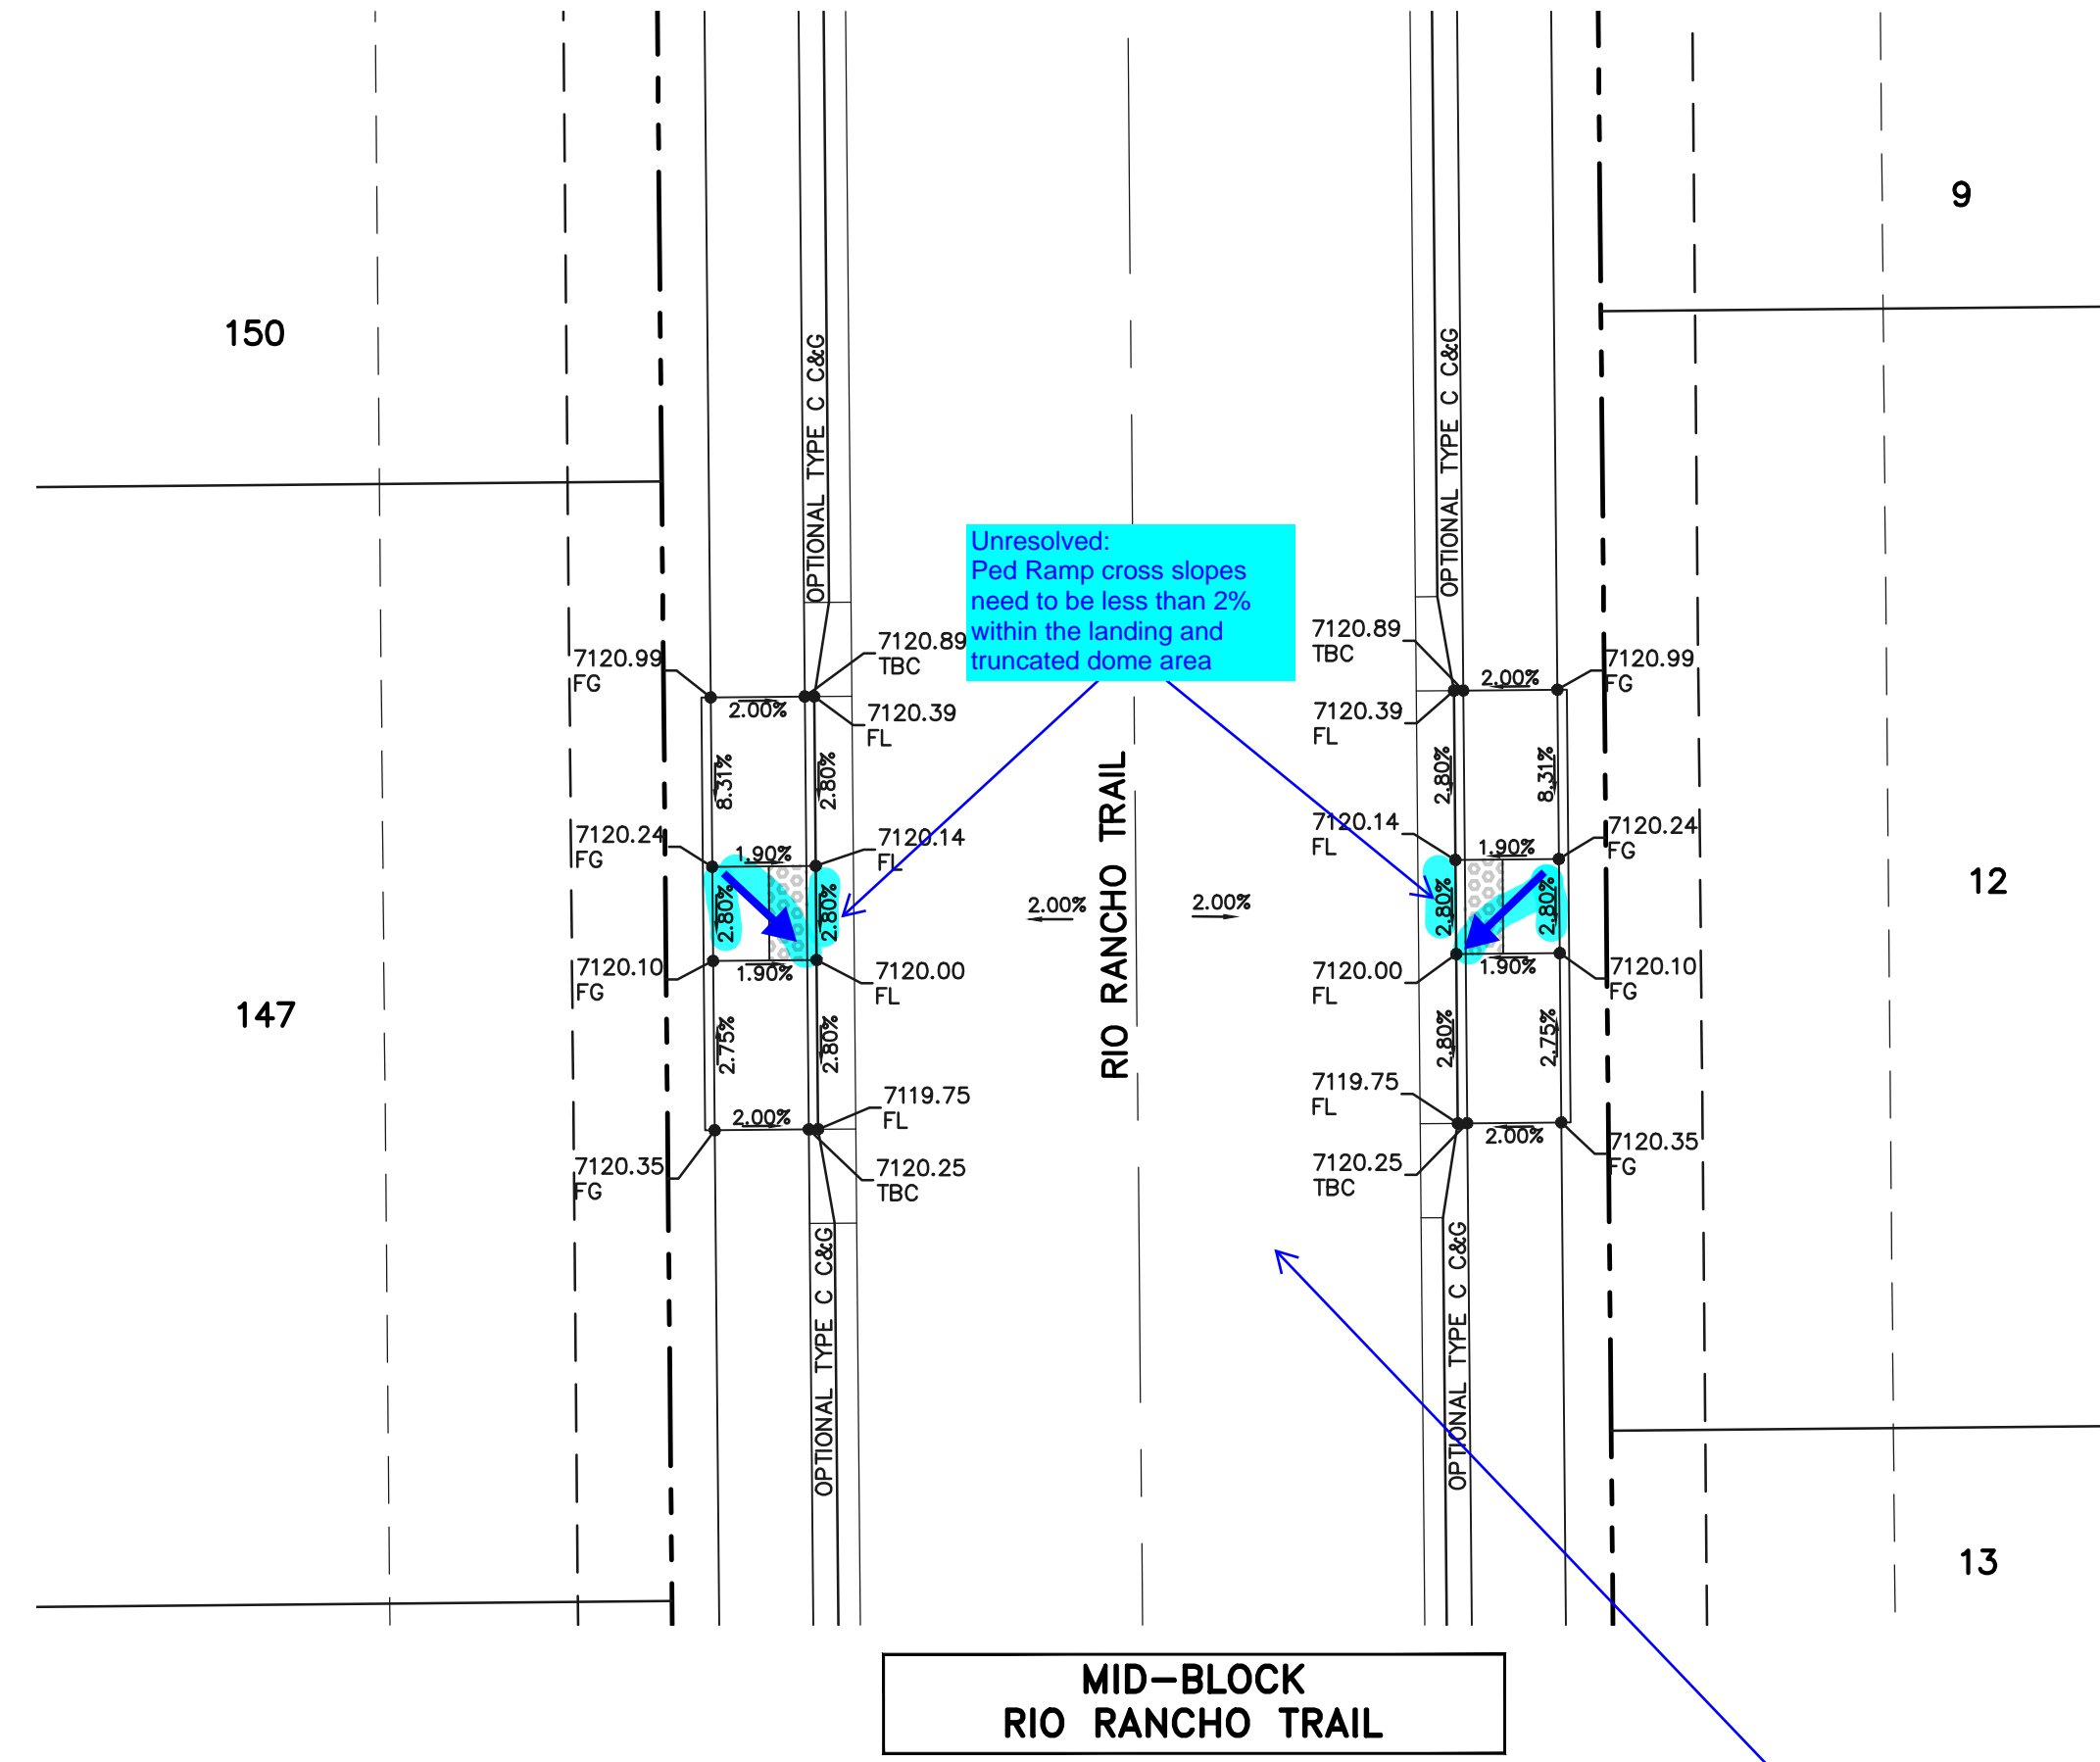 9
150
OPTIONAL TYPE C C&G
OPTIONAL TYPE C C&G
Unresolved:
Ped Ramp cross slopes
need to be less than 2%
within the landing and
truncated dome area
7120.99
FG
7120.89
TBC
7120.89
TBC
7120.99
FG
2.00%
2.00%
7120.39
FL
7120.39
FL
8.31%
2.80%
2.80%
8.31%
7120.24
FG
1.90%
7120.14
FL
7120.14
FL
1.90%
7120.24
FG
2.80%
2.80%
2.00%
RIO RANCHO TRAIL
2.00%
2.80%
2.80%
12
7120.10
FG
1.90%
7120.00
FL
7120.00
FL
1.90%
7120.10
FG
147
2.75%
2.80%
2.80%
2.75%
2.00%
7119.75
FL
7119.75
FL
2.00%
7120.35
FG
7120.25
TBC
7120.25
TBC
7120.35
FG
OPTIONAL TYPE C C&G
OPTIONAL TYPE C C&G
13
MID-BLOCK
RIO RANCHO TRAIL